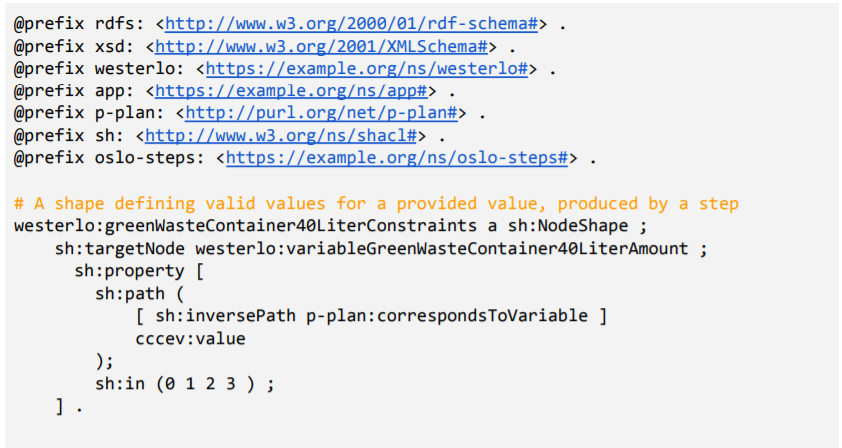 @prefix rdfs: <http://www.w3.org/2000/01/rdf-schema#> .
@prefix xsd: <http://www.w3.org/2001/XMLSchema#> .
@prefix westerlo: <https://example.org/ns/westerlo#> .
@prefix app: <https://example.org/ns/app#> .
@prefix p-plan: <http://purl.org/net/p-plan#> .
@prefix sh: <http://www.w3.org/ns/shacl#> .
@prefix oslo-steps: <https://example.org/ns/oslo-steps#> .

# A shape defining valid values for a provided value, produced by a step
westerlo:greenWasteContainer40LiterConstraints a sh:NodeShape ;
    sh:targetNode westerlo:variableGreenWasteContainer40LiterAmount ;
      sh:property [
        sh:path (
            [ sh:inversePath p-plan:correspondsToVariable ]
            cccev:value
        );
        sh:in (0 1 2 3 ) ;
    ] .